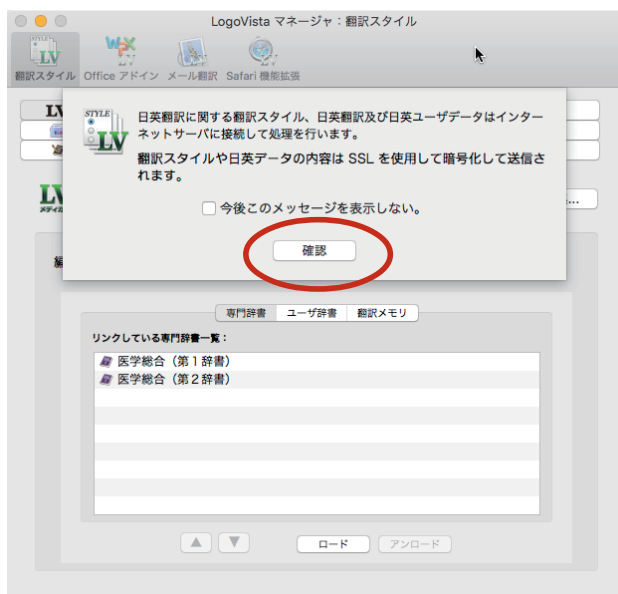 LogoVista マネージャ：翻訳スタイル
翻訳スタイル Office アドイン メール翻訳 Safari 機能拡張
STYLE
LV
日英翻訳に関する翻訳スタイル、日英翻訳及び日英ユーザデータはインター
ネットサーバに接続して処理を行います。
翻訳スタイルや日英データの内容は SSL を使用して暗号化して送信さ
れます。
今後このメッセージを表示しない。
確認
専門辞書 ユーザ辞書 翻訳メモリ
リンクしている専門辞書一覧：
医学総合（第１辞書）
医学総合（第２辞書）
ロード アンロード